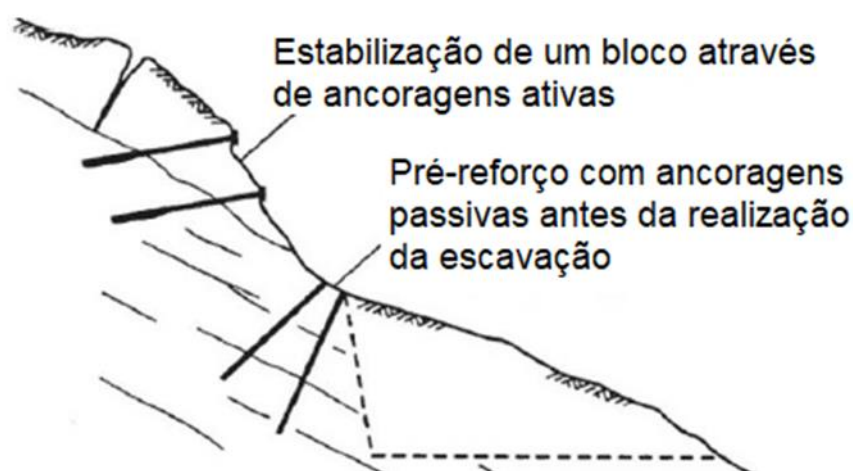 Estabilização de um bloco através
de ancoragens ativas
Pré-reforço com ancoragens
passivas antes da realização
da escavação